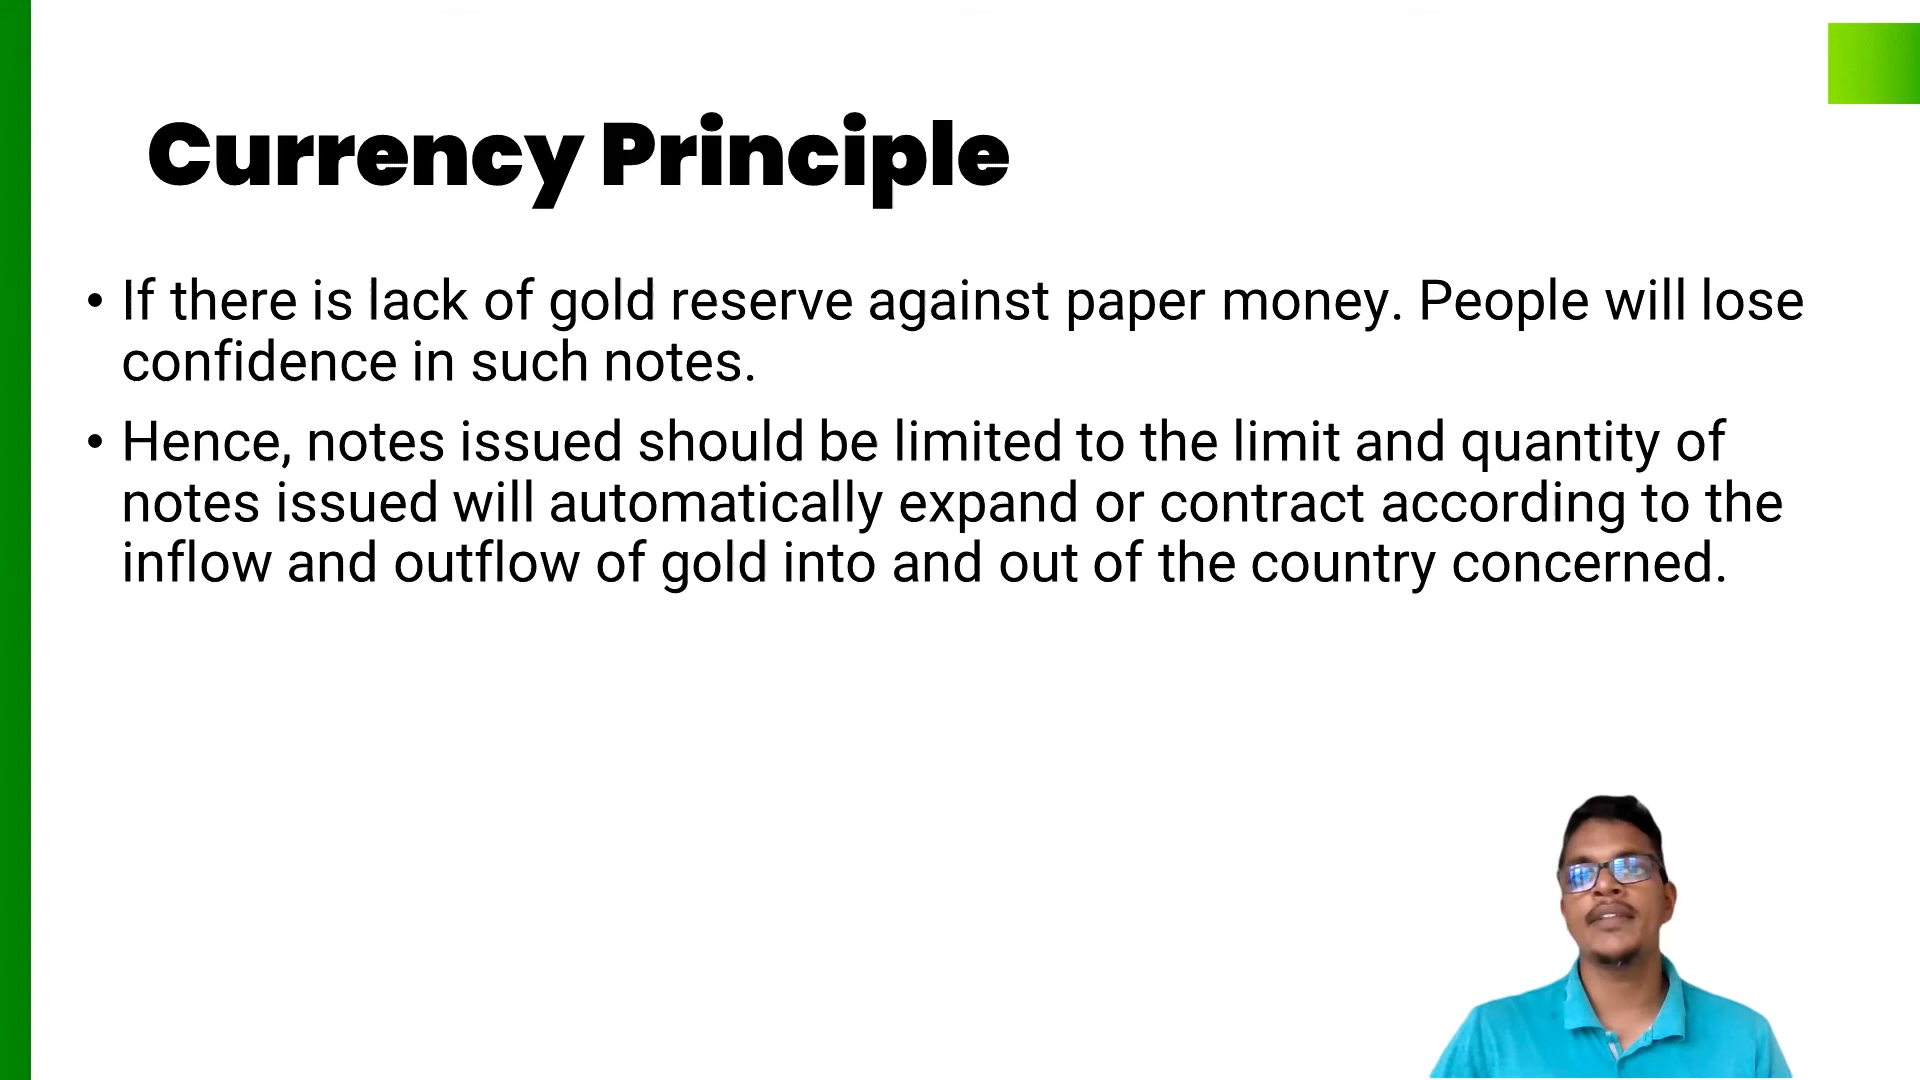 Currency Principle
• If there is lack of gold reserve against paper money. People will lose
confidence in such notes.
• Hence, notes issued should be limited to the limit and quantity of
notes issued will automatically expand or contract according to the
inflow and outflow of gold into and out of the country concerned.